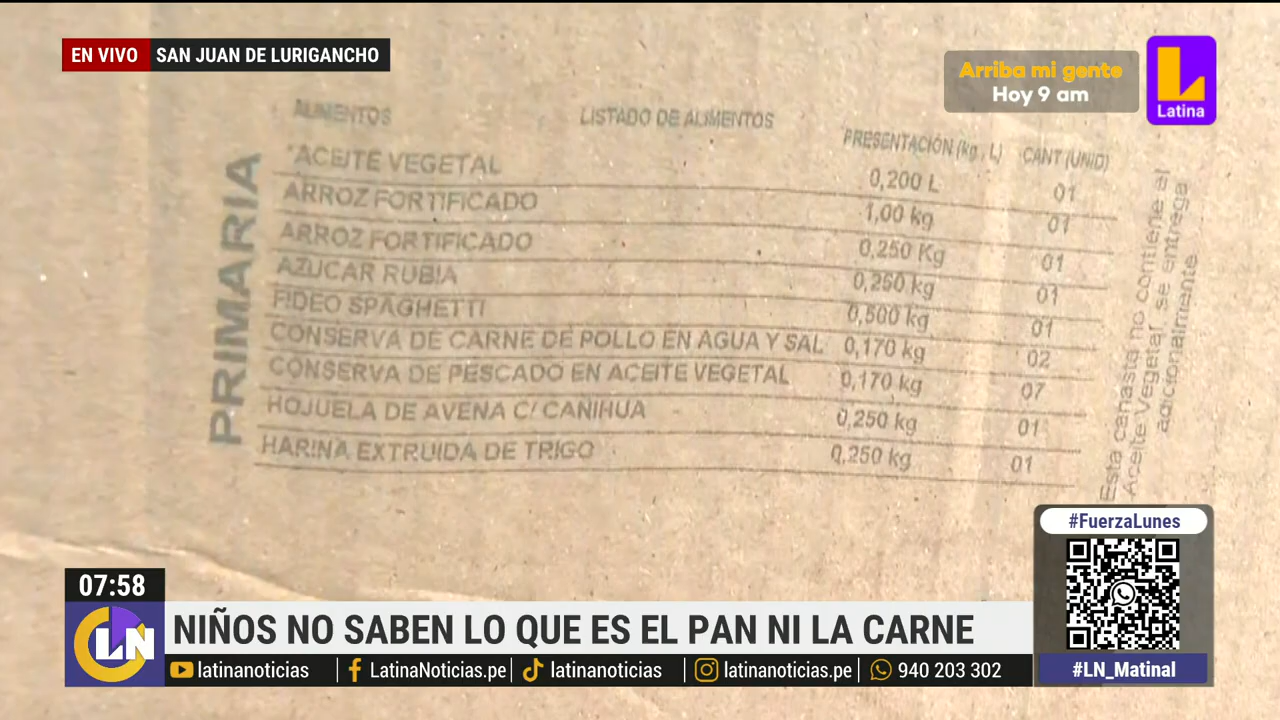 EN VIVO SAN JUAN DE LURIGANCHO
Arriba mi gente
Hoy 9 am
Latina
ALIMENTOS LISTADO DE ALIMENTOS PRESENTACIÓN (kg , L) CANT (UNID)
PRIMARIA
*ACEITE VEGETAL 0,200 L 01
ARROZ FORTIFICADO 1,00 kg 01
ARROZ FORTIFICADO 0,250 Kg 01
AZUCAR RUBIA 0,250 kg 01
FIDEO SPAGHETTI 0,500 kg 01
CONSERVA DE CARNE DE POLLO EN AGUA Y SAL 0,170 kg 02
CONSERVA DE PESCADO EN ACEITE VEGETAL 0,170 kg 07
HOJUELA DE AVENA C/ CAÑIHUA 0,250 kg 01
HARINA EXTRUIDA DE TRIGO 0,250 kg 01
Esta canasta no contiene al
Aceite Vegetal, se entrega
adicionalmente
#FuerzaLunes
07:58
LN
NIÑOS NO SABEN LO QUE ES EL PAN NI LA CARNE
latinanoticias LatinaNoticias.pe latinanoticias latinanoticias.pe 940 203 302
#LN_Matinal